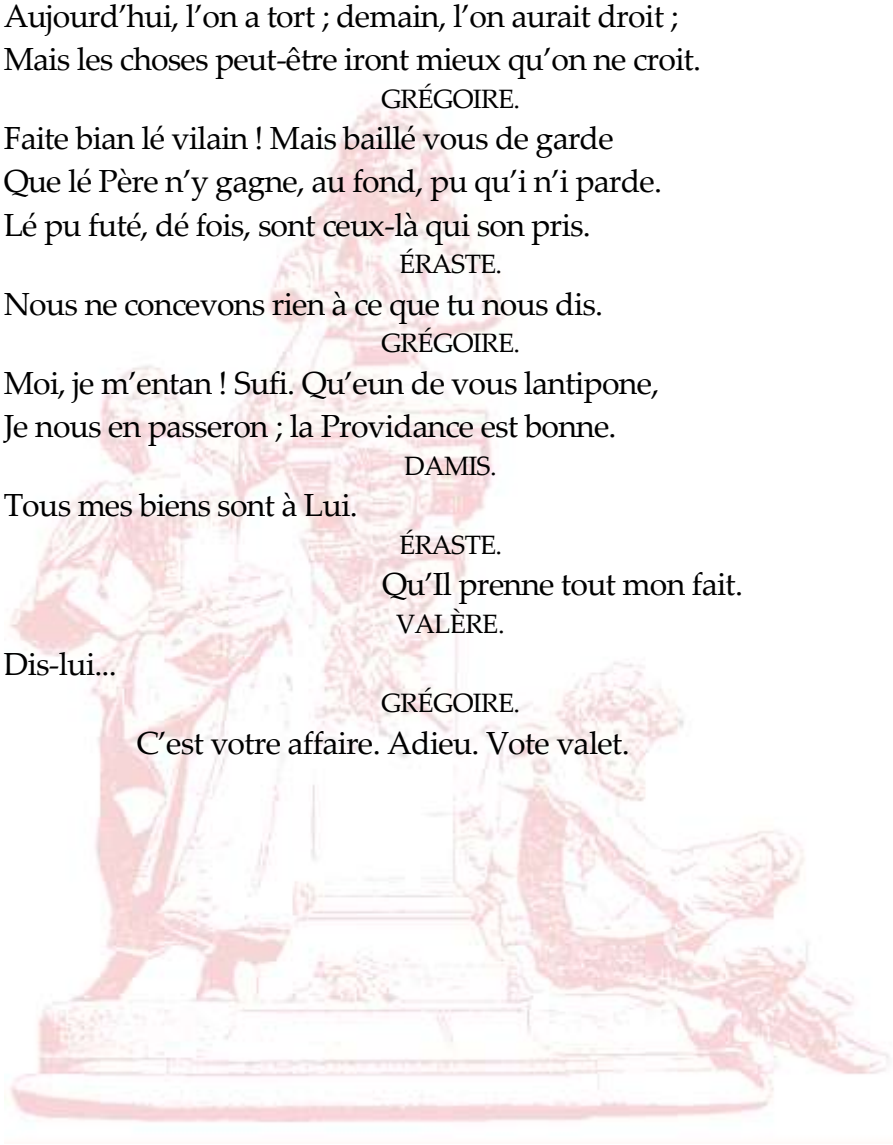 Aujourd’hui, l’on a tort ; demain, l’on aurait droit ;
Mais les choses peut-être iront mieux qu’on ne croit.
GRÉGOIRE.
Faite bian lé vilain ! Mais baillé vous de garde
Que lé Père n’y gagne, au fond, pu qu’i n’i parde.
Lé pu futé, dé fois, sont ceux-là qui son pris.
ÉRASTE.
Nous ne concevons rien à ce que tu nous dis.
GRÉGOIRE.
Moi, je m’entan ! Sufi. Qu’eun de vous lantipone,
Je nous en passeron ; la Providance est bonne.
DAMIS.
Tous mes biens sont à Lui.
ÉRASTE.
Qu’Il prenne tout mon fait.
VALÈRE.
Dis-lui...
GRÉGOIRE.
C’est votre affaire. Adieu. Vote valet.